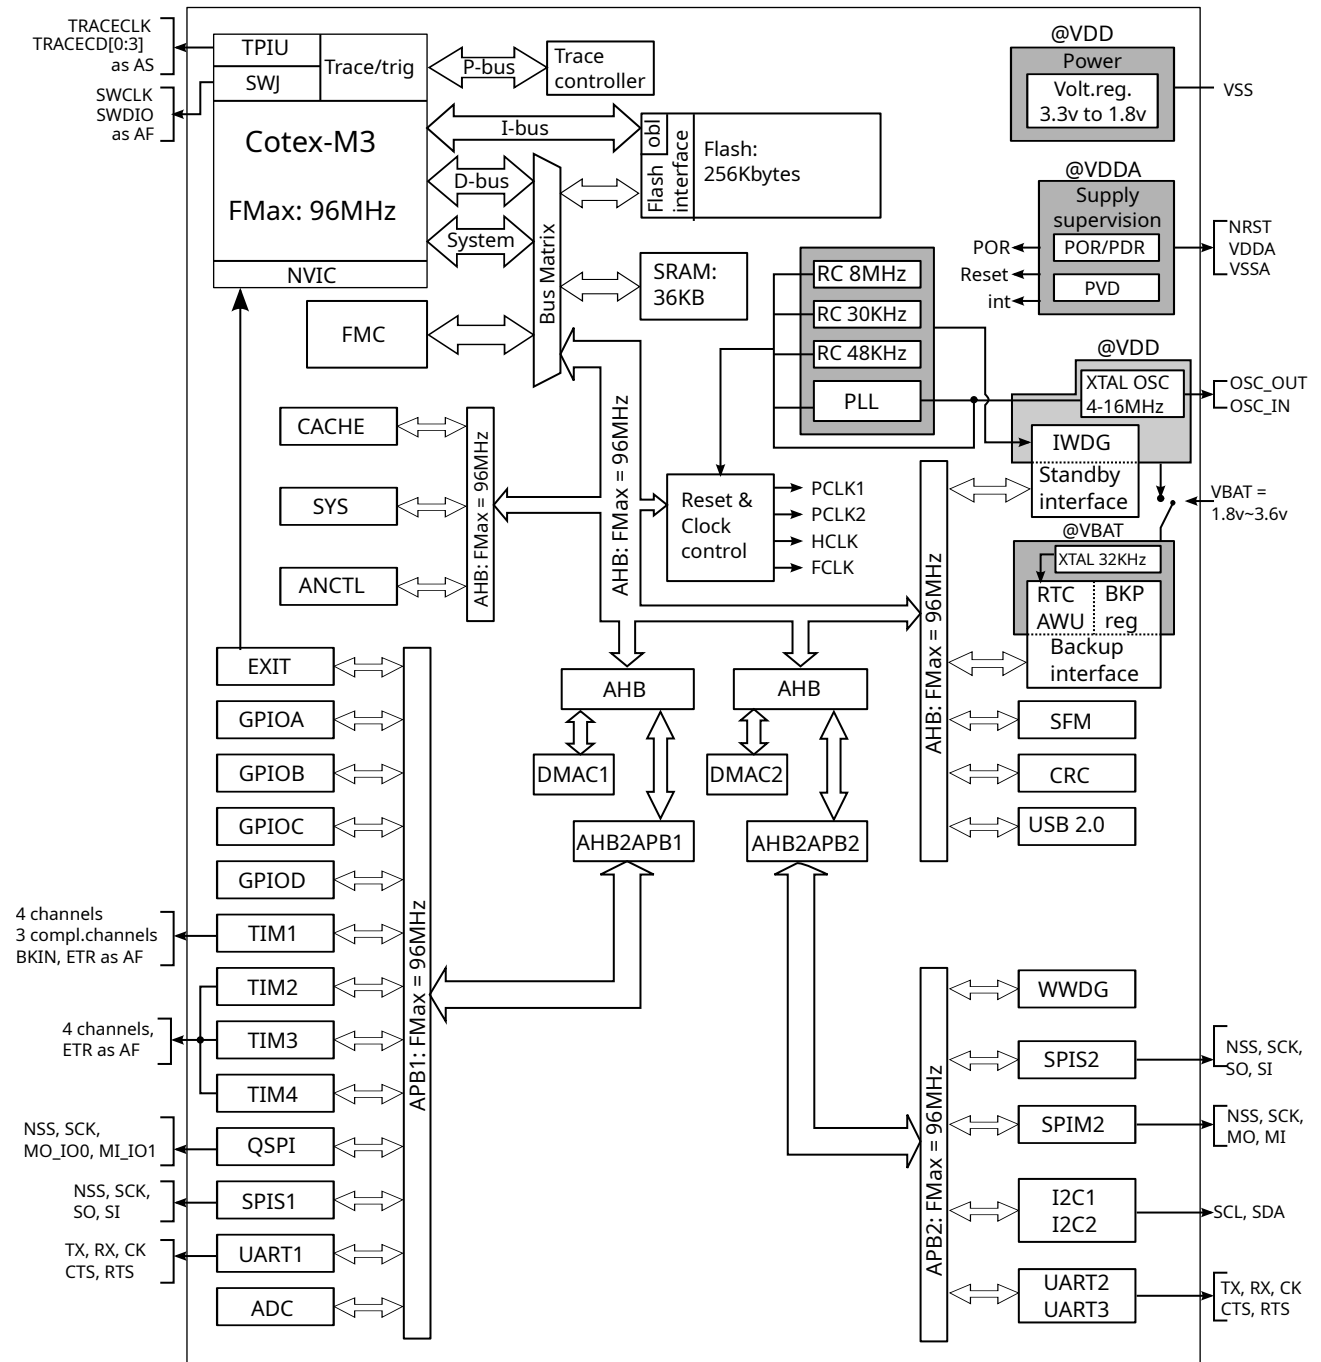 TRACECLK
TRACECD[0:3]
as AS
SWCLK
SWDIO
as AF
TPIU
SWJ
Trace/trig
Cotex-M3
FMax: 96MHz
NVIC
P-bus
Trace
controller
I-bus
D-bus
System
Bus Matrix
obl
Flash
interface
Flash:
256Kbytes
SRAM:
36KB
FMC
@VDD
Power
Volt.reg.
3.3v to 1.8v
VSS
@VDDA
Supply
supervision
POR/PDR
PVD
POR
Reset
int
NRST
VDDA
VSSA
RC 8MHz
RC 30KHz
RC 48KHz
PLL
@VDD
XTAL OSC
4-16MHz
OSC_OUT
OSC_IN
IWDG
Standby
interface
VBAT =
1.8v~3.6v
@VBAT
XTAL 32KHz
RTC
AWU
BKP
reg
Backup
interface
CACHE
SYS
ANCTL
AHB: FMax = 96MHz
AHB: FMax = 96MHz
Reset &
Clock
control
PCLK1
PCLK2
HCLK
FCLK
AHB: FMax = 96MHz
SFM
CRC
USB 2.0
AHB
AHB
DMAC1
DMAC2
AHB2APB1
AHB2APB2
EXIT
GPIOA
GPIOB
GPIOC
GPIOD
TIM1
TIM2
TIM3
TIM4
QSPI
SPIS1
UART1
ADC
APB1: FMax = 96MHz
4 channels
3 compl.channels
BKIN, ETR as AF
4 channels,
ETR as AF
NSS, SCK,
MO_IO0, MI_IO1
NSS, SCK,
SO, SI
TX, RX, CK
CTS, RTS
APB2: FMax = 96MHz
WWDG
SPIS2
SPIM2
I2C1
I2C2
UART2
UART3
NSS, SCK,
SO, SI
NSS, SCK,
MO, MI
SCL, SDA
TX, RX, CK
CTS, RTS